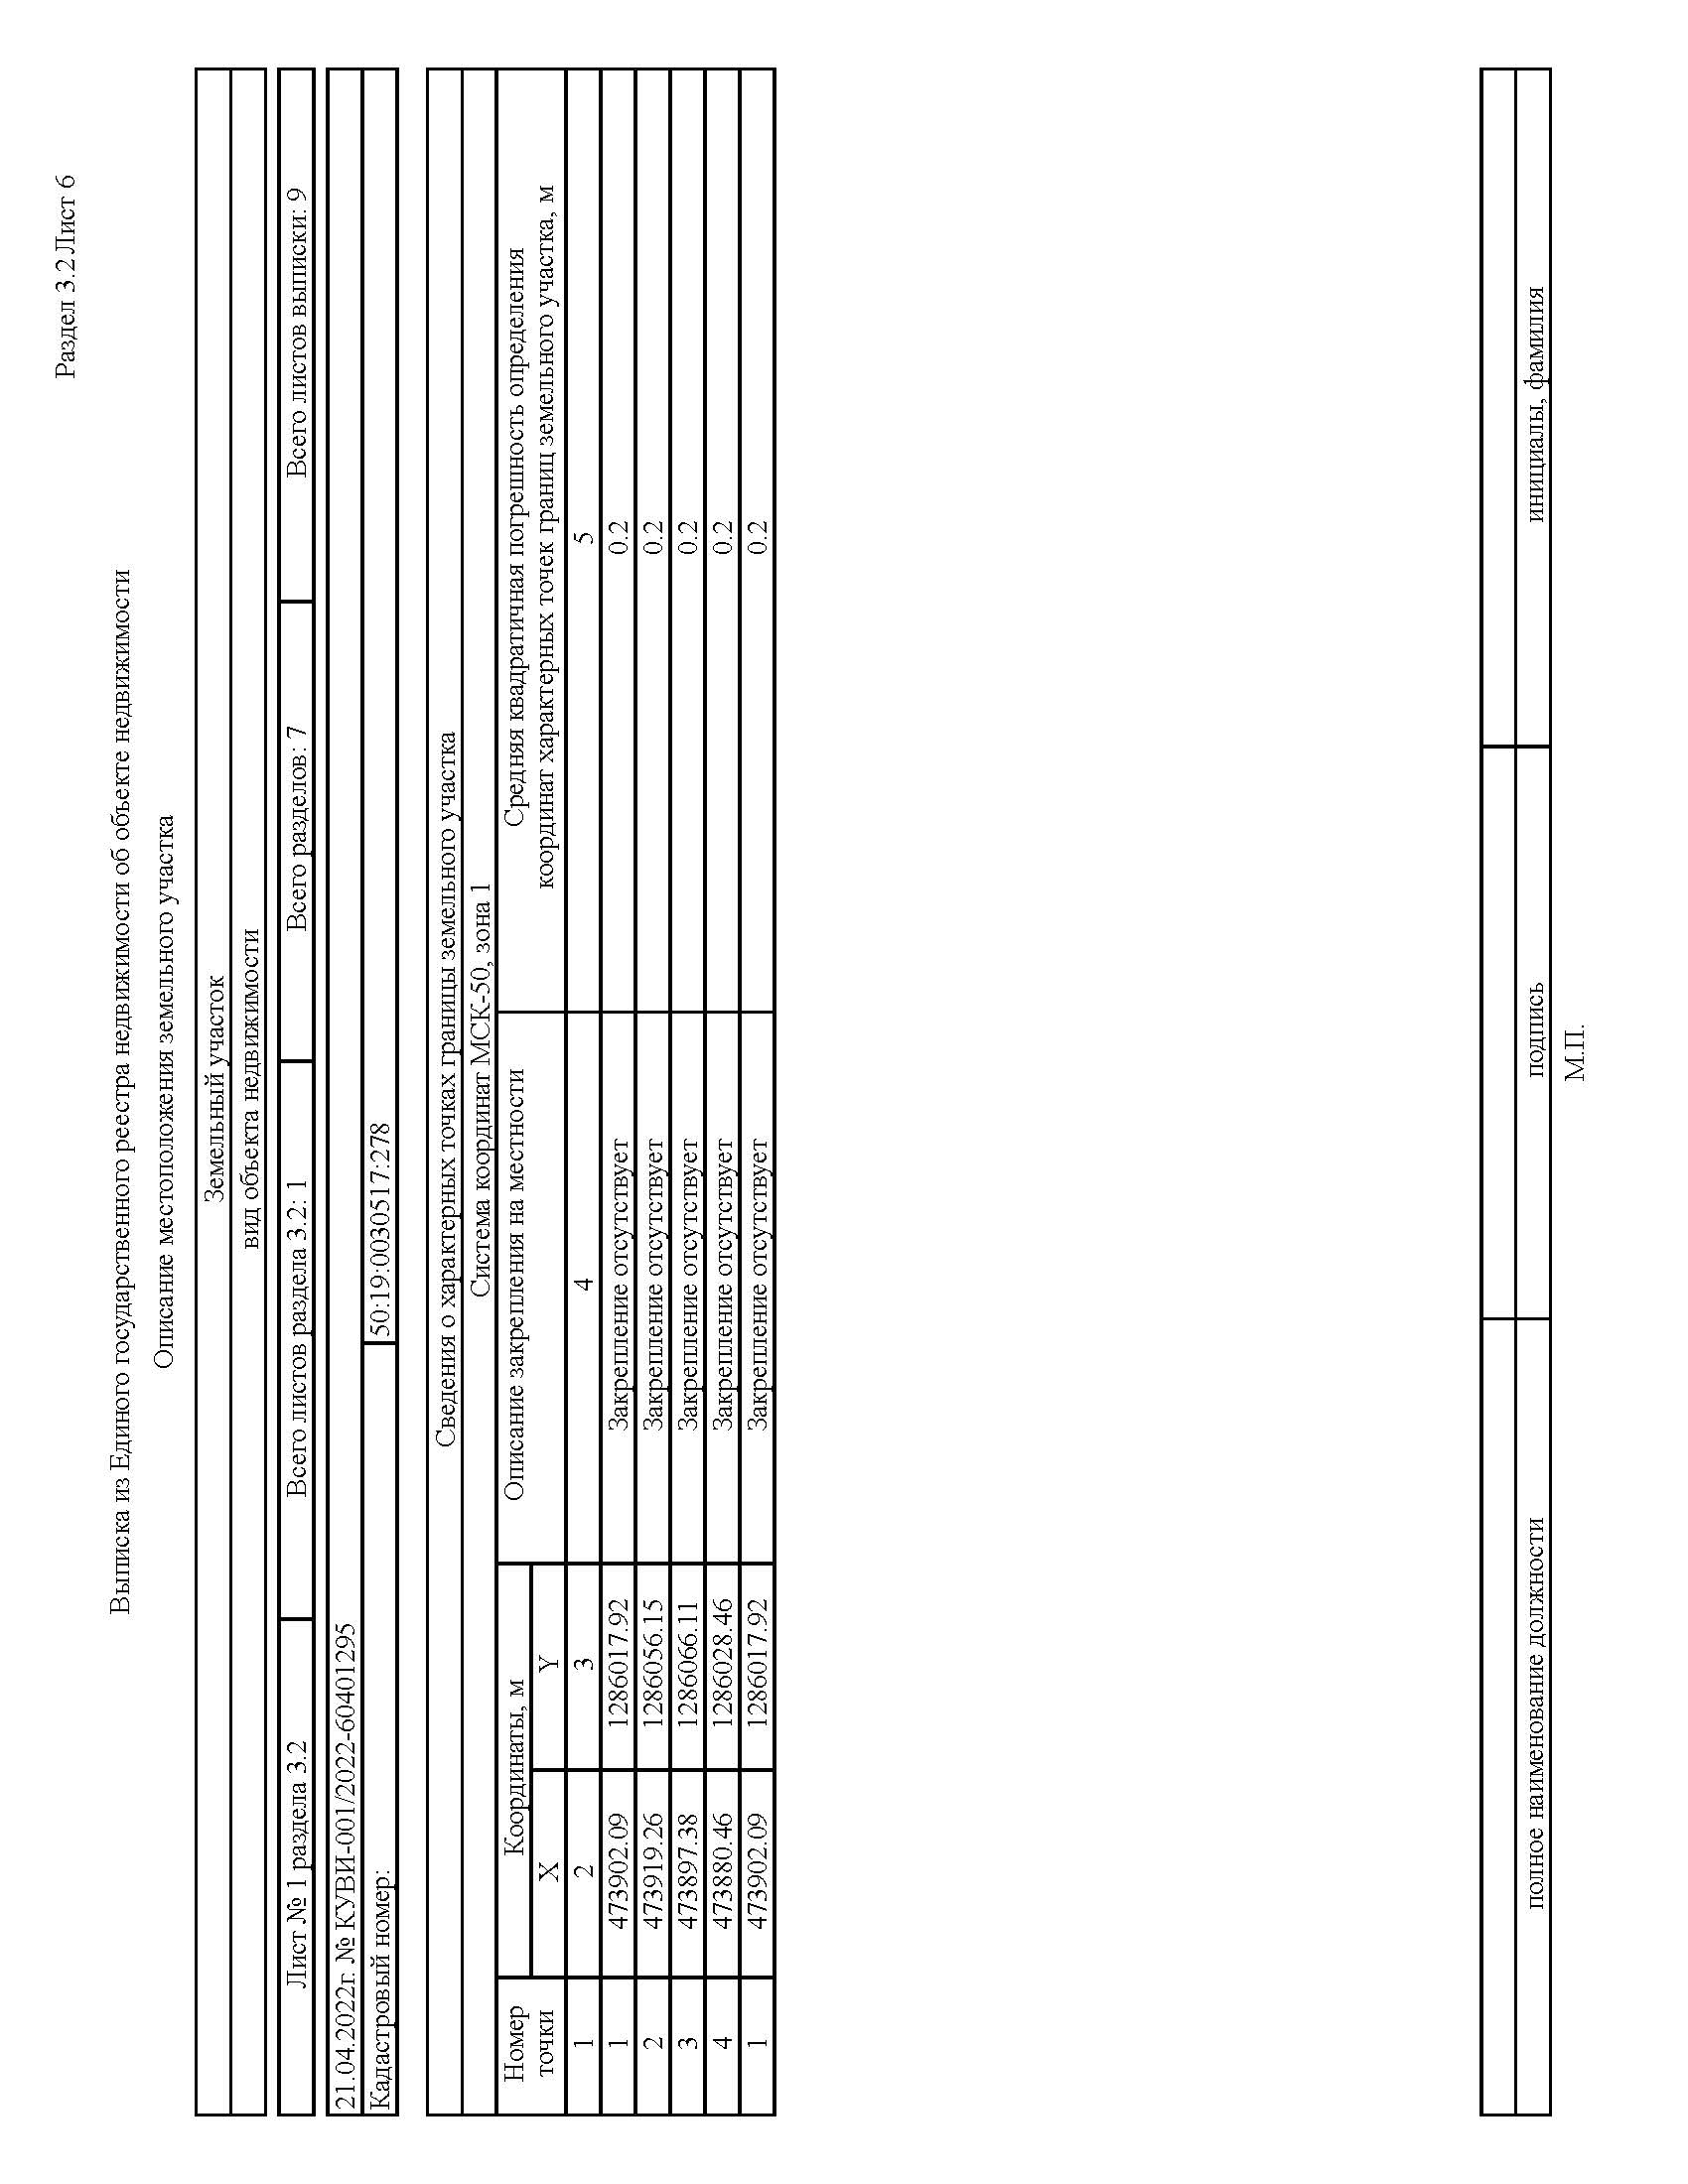 Раздел 3.2 Лист 6
Выписка из Единого государственного реестра недвижимости об объекте недвижимости
Описание местоположения земельного участка
Земельный участок
вид объекта недвижимости
Лист № 1 раздела 3.2 Всего листов раздела 3.2: 1 Всего разделов: 7 Всего листов выписки: 9
21.04.2022г. № КУВИ-001/2022-60401295
Кадастровый номер: 50:19:0030517:278
Сведения о характерных точках границы земельного участка
Система координат МСК-50, зона 1
Номер точки Координаты, м Описание закрепления на местности Средняя квадратичная погрешность определения
координат характерных точек границ земельного участка, м
X Y
1 2 3 4 5
1 473902.09 1286017.92 Закрепление отсутствует 0.2
2 473919.26 1286056.15 Закрепление отсутствует 0.2
3 473897.38 1286066.11 Закрепление отсутствует 0.2
4 473880.46 1286028.46 Закрепление отсутствует 0.2
1 473902.09 1286017.92 Закрепление отсутствует 0.2
полное наименование должности подпись инициалы, фамилия
М.П.